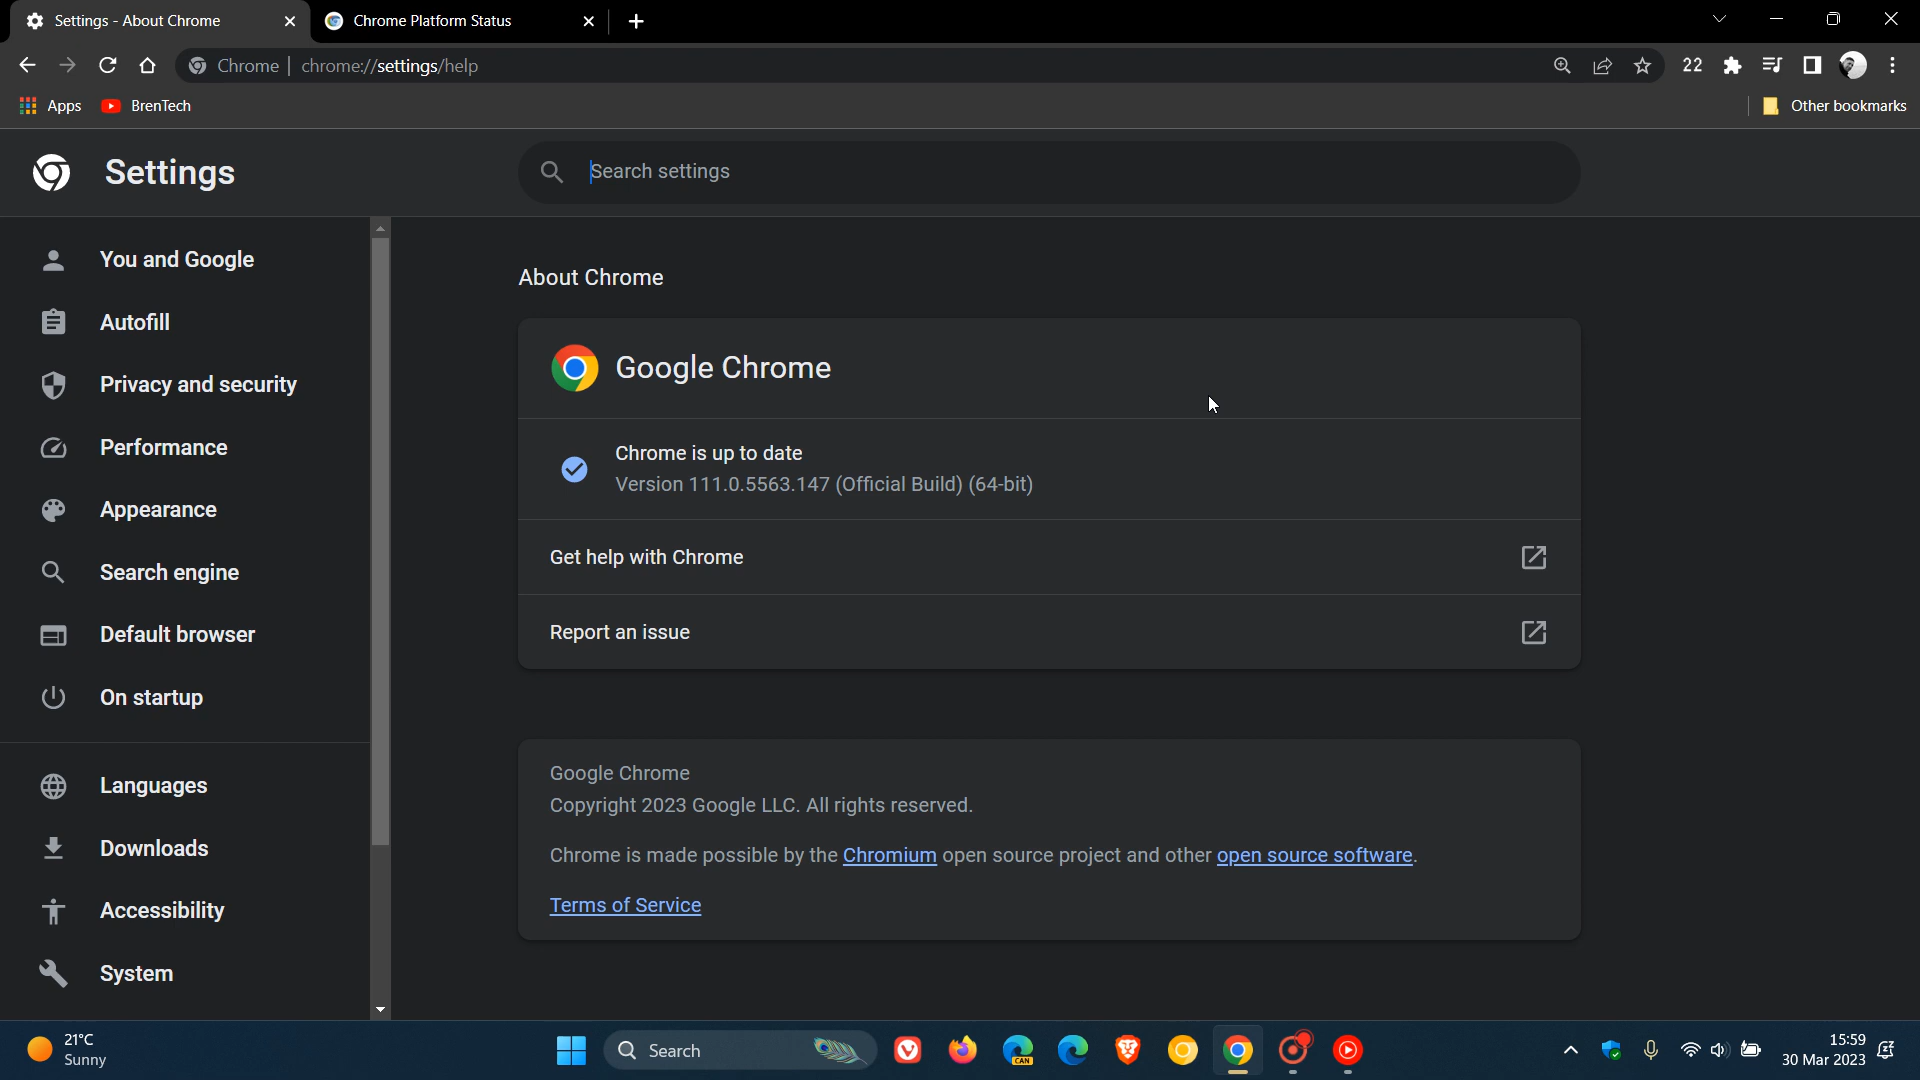 Settings - About Chrome
Chrome Platform Status
Chrome | chrome://settings/help
22
Apps
BrenTech
Other bookmarks
Settings
Search settings
You and Google
Autofill
Privacy and security
Performance
Appearance
Search engine
Default browser
On startup
Languages
Downloads
Accessibility
System
About Chrome
Google Chrome
Chrome is up to date
Version 111.0.5563.147 (Official Build) (64-bit)
Get help with Chrome
Report an issue
Google Chrome
Copyright 2023 Google LLC. All rights reserved.
Chrome is made possible by the Chromium open source project and other open source software.
Terms of Service
21°C
Sunny
Search
CAN
15:59
30 Mar 2023